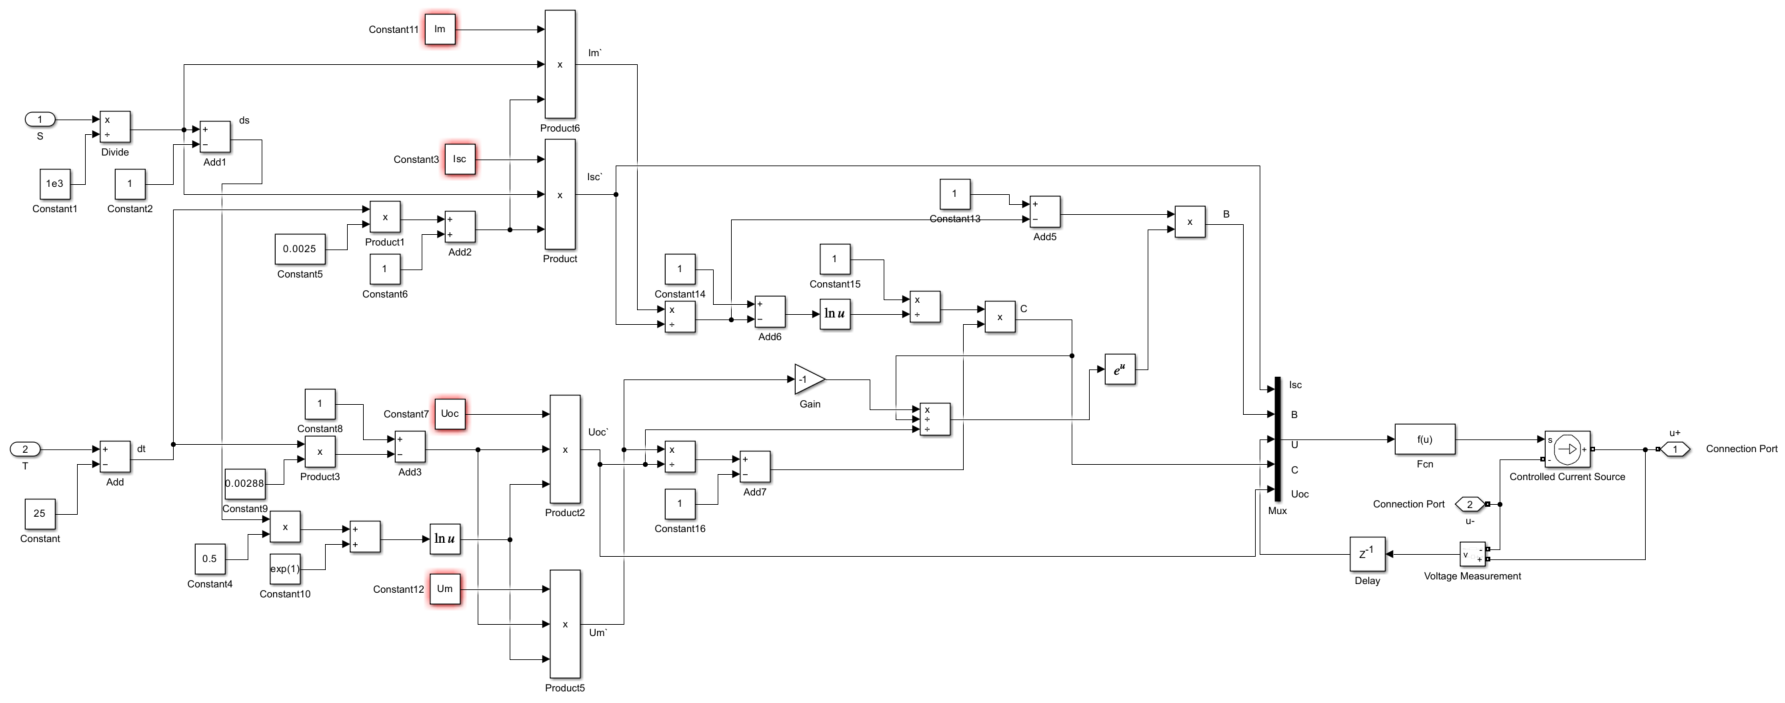 Constant11
Im
x
Product6
Im`
1
S
x
÷
Divide
+
−
Add1
ds
1e3
Constant1
1
Constant2
Constant3
Isc
x
Product
Isc`
x
Product1
0.0025
Constant5
+
+
Add2
1
Constant6
1
Constant13
+
−
Add5
x
B
1
Constant14
x
÷
+
−
Add6
ln u
1
Constant15
x
÷
x
C
e^u
-1
Gain
x
÷
÷
2
T
+
−
Add
dt
25
Constant
1
Constant8
x
Product3
0.00288
Constant9
+
−
Add3
Constant7
Uoc
x
Product2
Uoc`
x
÷
+
−
Add7
1
Constant16
x
0.5
Constant4
+
+
exp(1)
Constant10
ln u
Constant12
Um
x
Product5
Um`
Isc
B
U
C
Uoc
Mux
f(u)
Fcn
s
-
+
Controlled Current Source
u+
1
Connection Port
Connection Port
2
u-
v
-
+
Voltage Measurement
Z-1
Delay